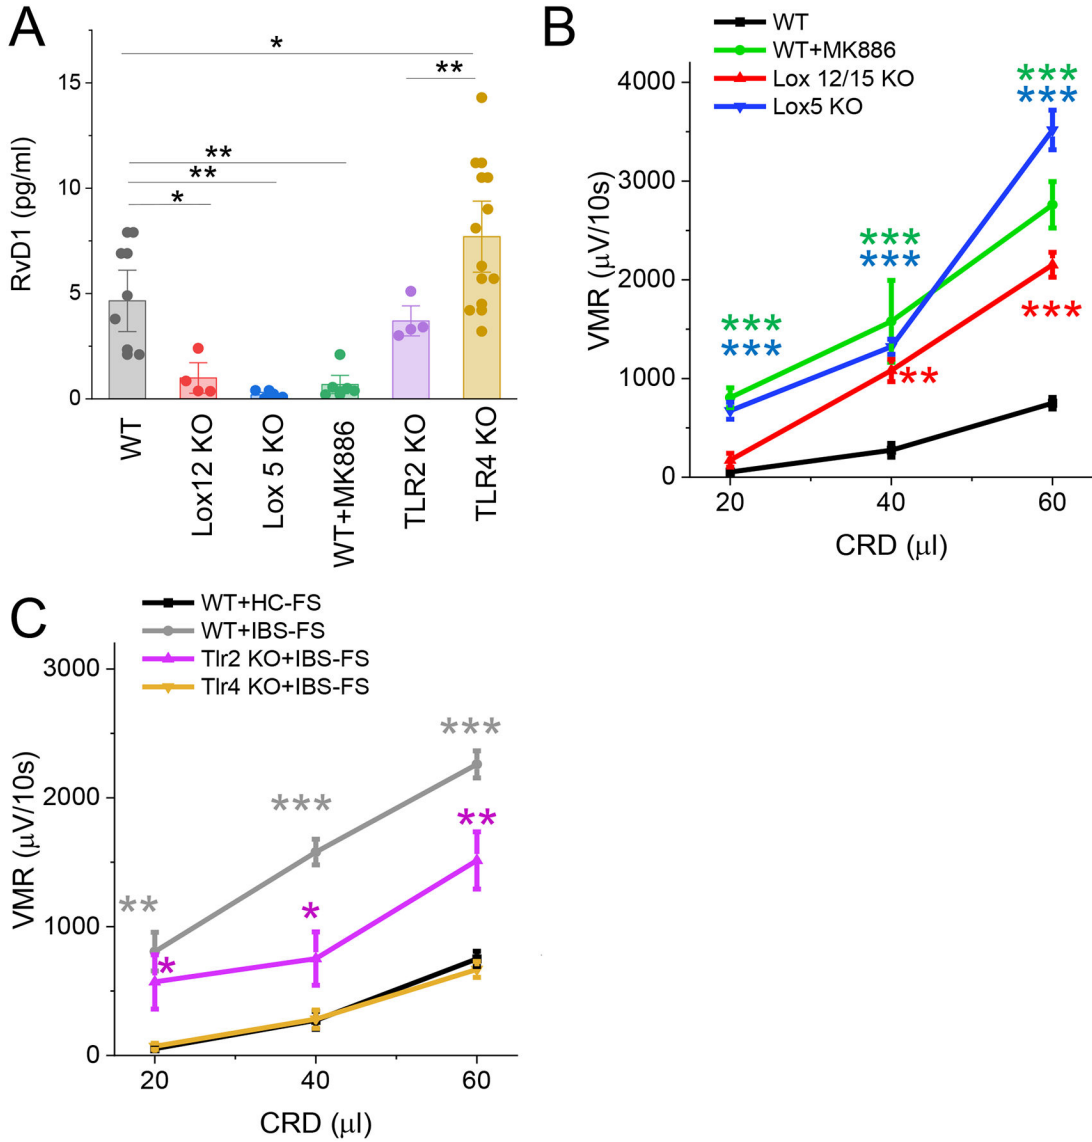 A
*
**
**
**
*
15
10
5
0
RvD1 (pg/ml)
WT
Lox12 KO
Lox 5 KO
WT+MK886
TLR2 KO
TLR4 KO
B
WT
WT+MK886
Lox 12/15 KO
Lox5 KO
4000
3000
2000
1000
0
VMR (μV/10s)
***
***
***
***
***
***
***
**
20
40
60
CRD (μl)
C
WT+HC-FS
WT+IBS-FS
Tlr2 KO+IBS-FS
Tlr4 KO+IBS-FS
3000
2000
1000
0
VMR (μV/10s)
***
***
**
**
*
*
20
40
60
CRD (μl)